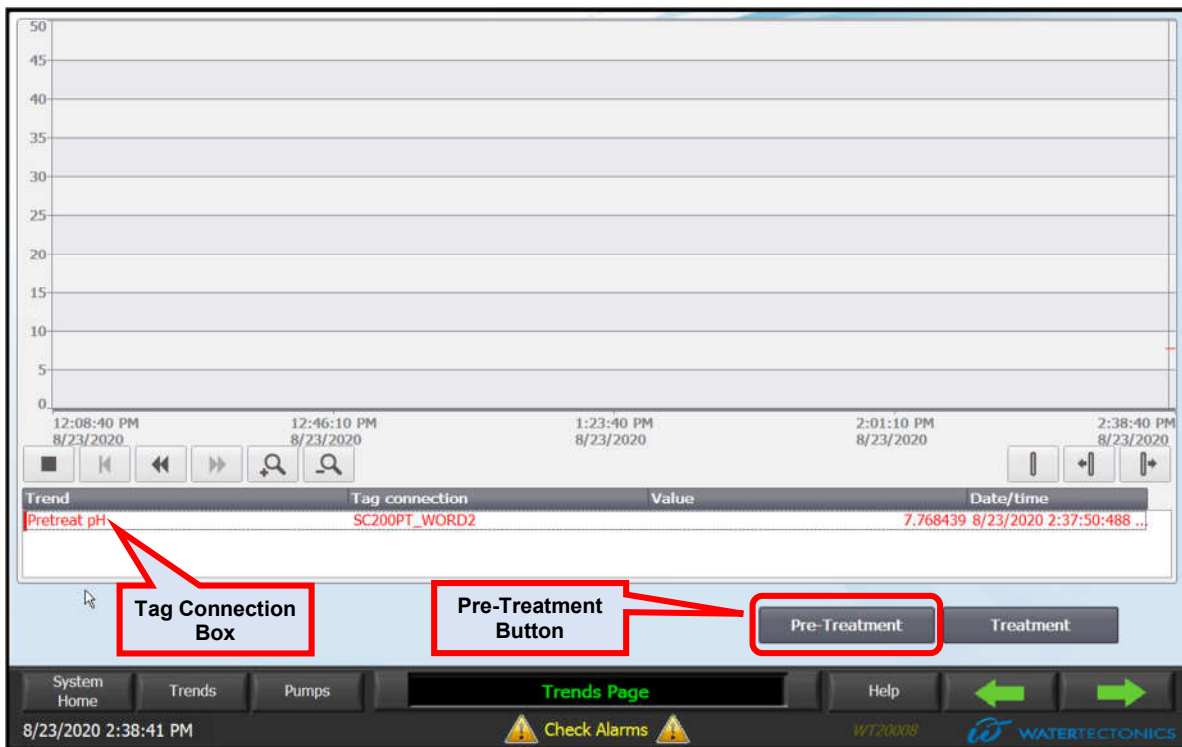 50
45
40
35
30
25
20
15
10
5
0
12:08:40 PM 12:46:10 PM 1:23:40 PM 2:01:10 PM 2:38:40 PM
8/23/2020 8/23/2020 8/23/2020 8/23/2020 8/23/2020
Trend Tag connection Value Date/time
Pretreat pH SC200PT_WORD2 7.768439 8/23/2020 2:37:50:488 ...
Tag Connection
Box
Pre-Treatment
Button
Pre-Treatment Treatment
System
Home
Trends Pumps Trends Page Help
8/23/2020 2:38:41 PM Check Alarms WT20008 WATERTECTONICS